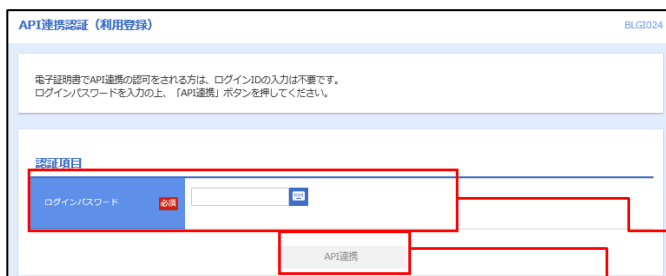 API連携認証（利用登録）
BLGI024
電子証明書でAPI連携の認可をされる方は、ログインIDの入力は不要です。
ログインパスワードを入力の上、「API連携」ボタンを押してください。
認証項目
ログインパスワード 必須
API連携